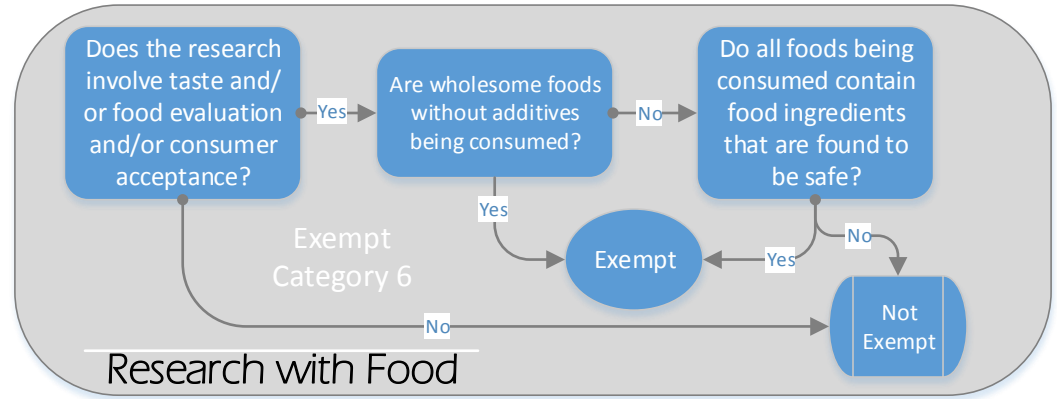 Does the research
involve taste and/
or food evaluation
and/or consumer
acceptance?
Yes
Are wholesome foods
without additives
being consumed?
No
Do all foods being
consumed contain
food ingredients
that are found to
be safe?
Yes
Exempt
Category 6
Exempt
Yes
No
Not
Exempt
No
Research with Food